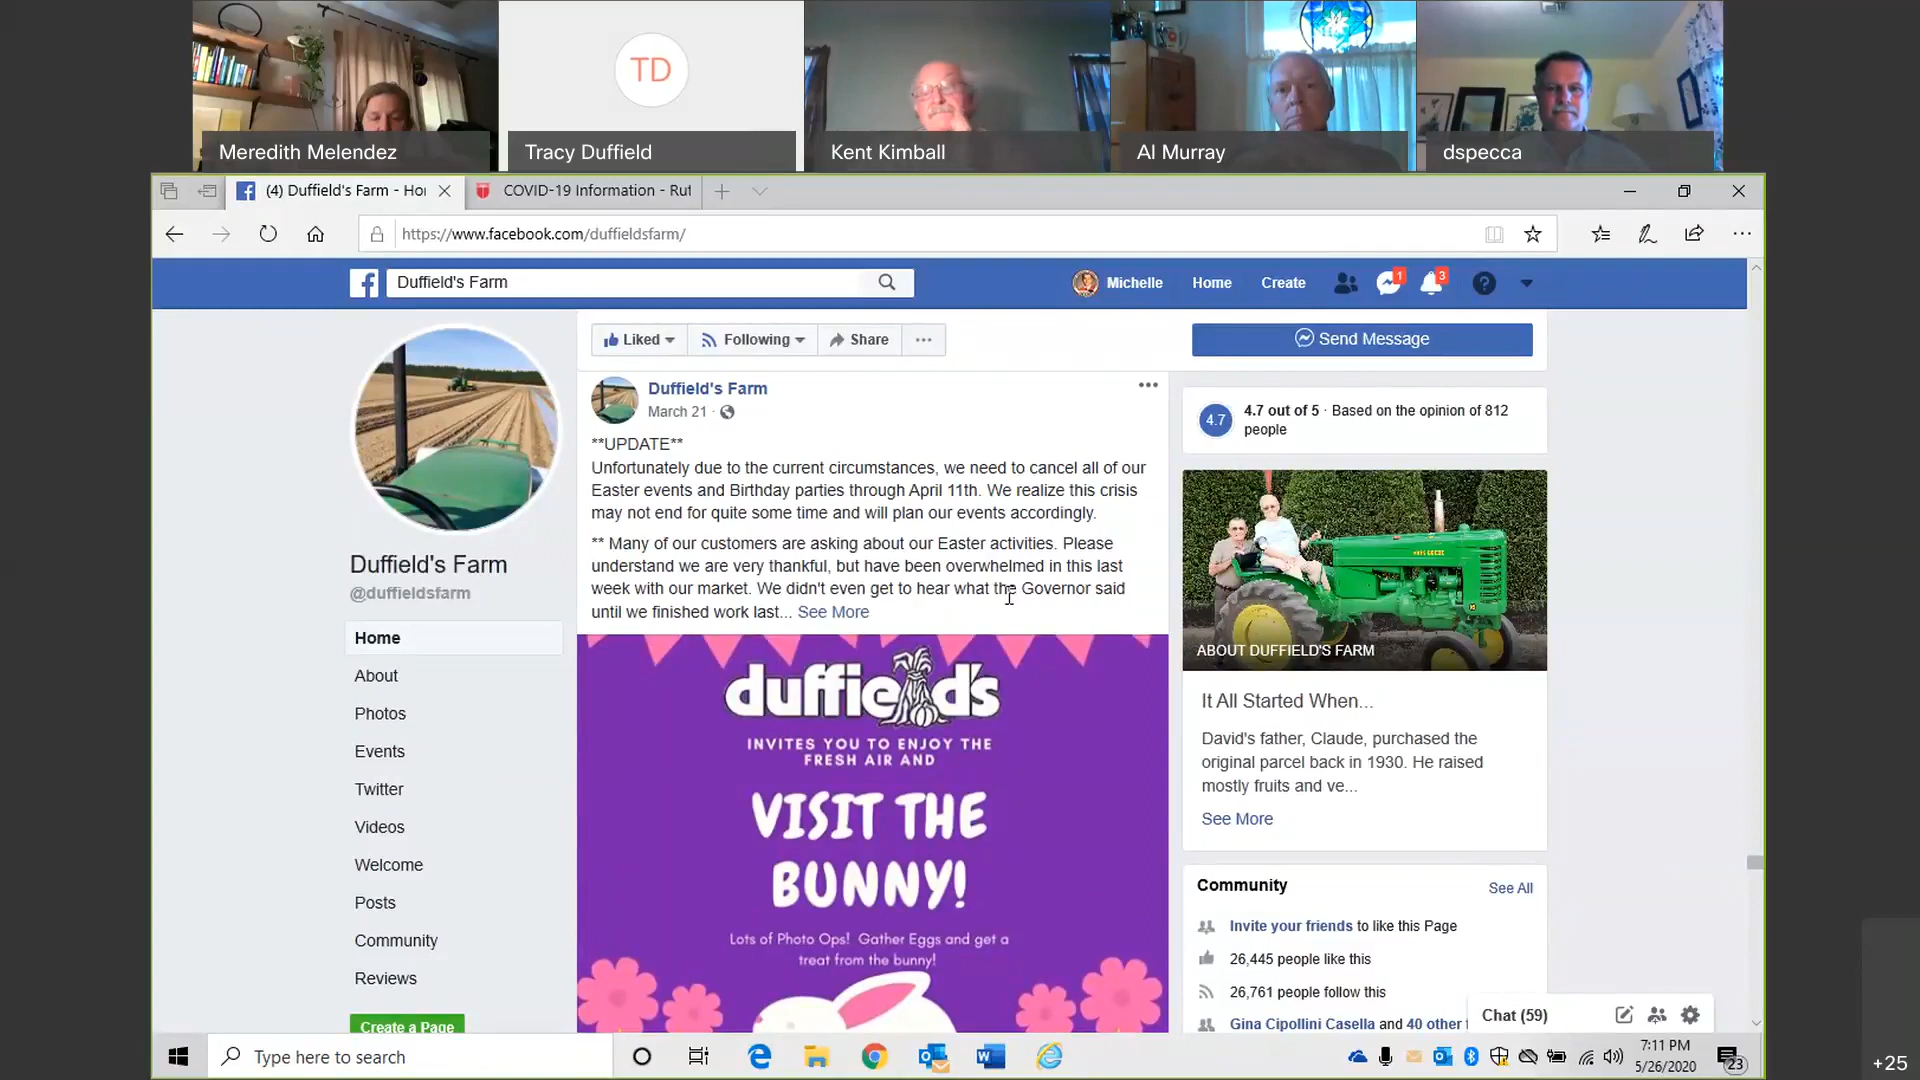 TD
Meredith Melendez
Tracy Duffield
Kent Kimball
Al Murray
dspecca
(4) Duffield's Farm - Ho
COVID-19 Information - Rut
https://www.facebook.com/duffieldsfarm/
Duffield's Farm
Michelle
Home
Create
1
3
Liked
Following
Share
Send Message
Duffield's Farm
@duffieldsfarm
Home
About
Photos
Events
Twitter
Videos
Welcome
Posts
Community
Reviews
Create a Page
Duffield's Farm
March 21 ·
**UPDATE**
Unfortunately due to the current circumstances, we need to cancel all of our
Easter events and Birthday parties through April 11th. We realize this crisis
may not end for quite some time and will plan our events accordingly.
** Many of our customers are asking about our Easter activities. Please
understand we are very thankful, but have been overwhelmed in this last
week with our market. We didn't even get to hear what the Governor said
until we finished work last... See More
duffield's
INVITES YOU TO ENJOY THE
FRESH AIR AND
VISIT THE
BUNNY!
Lots of Photo Ops! Gather Eggs and get a
treat from the bunny!
4.7
4.7 out of 5 · Based on the opinion of 812
people
ABOUT DUFFIELD'S FARM
It All Started When...
David's father, Claude, purchased the
original parcel back in 1930. He raised
mostly fruits and ve...
See More
Community
See All
Invite your friends to like this Page
26,445 people like this
26,761 people follow this
Gina Cipollini Casella and 40 other f
Chat (59)
Type here to search
7:11 PM
5/26/2020
23
+25